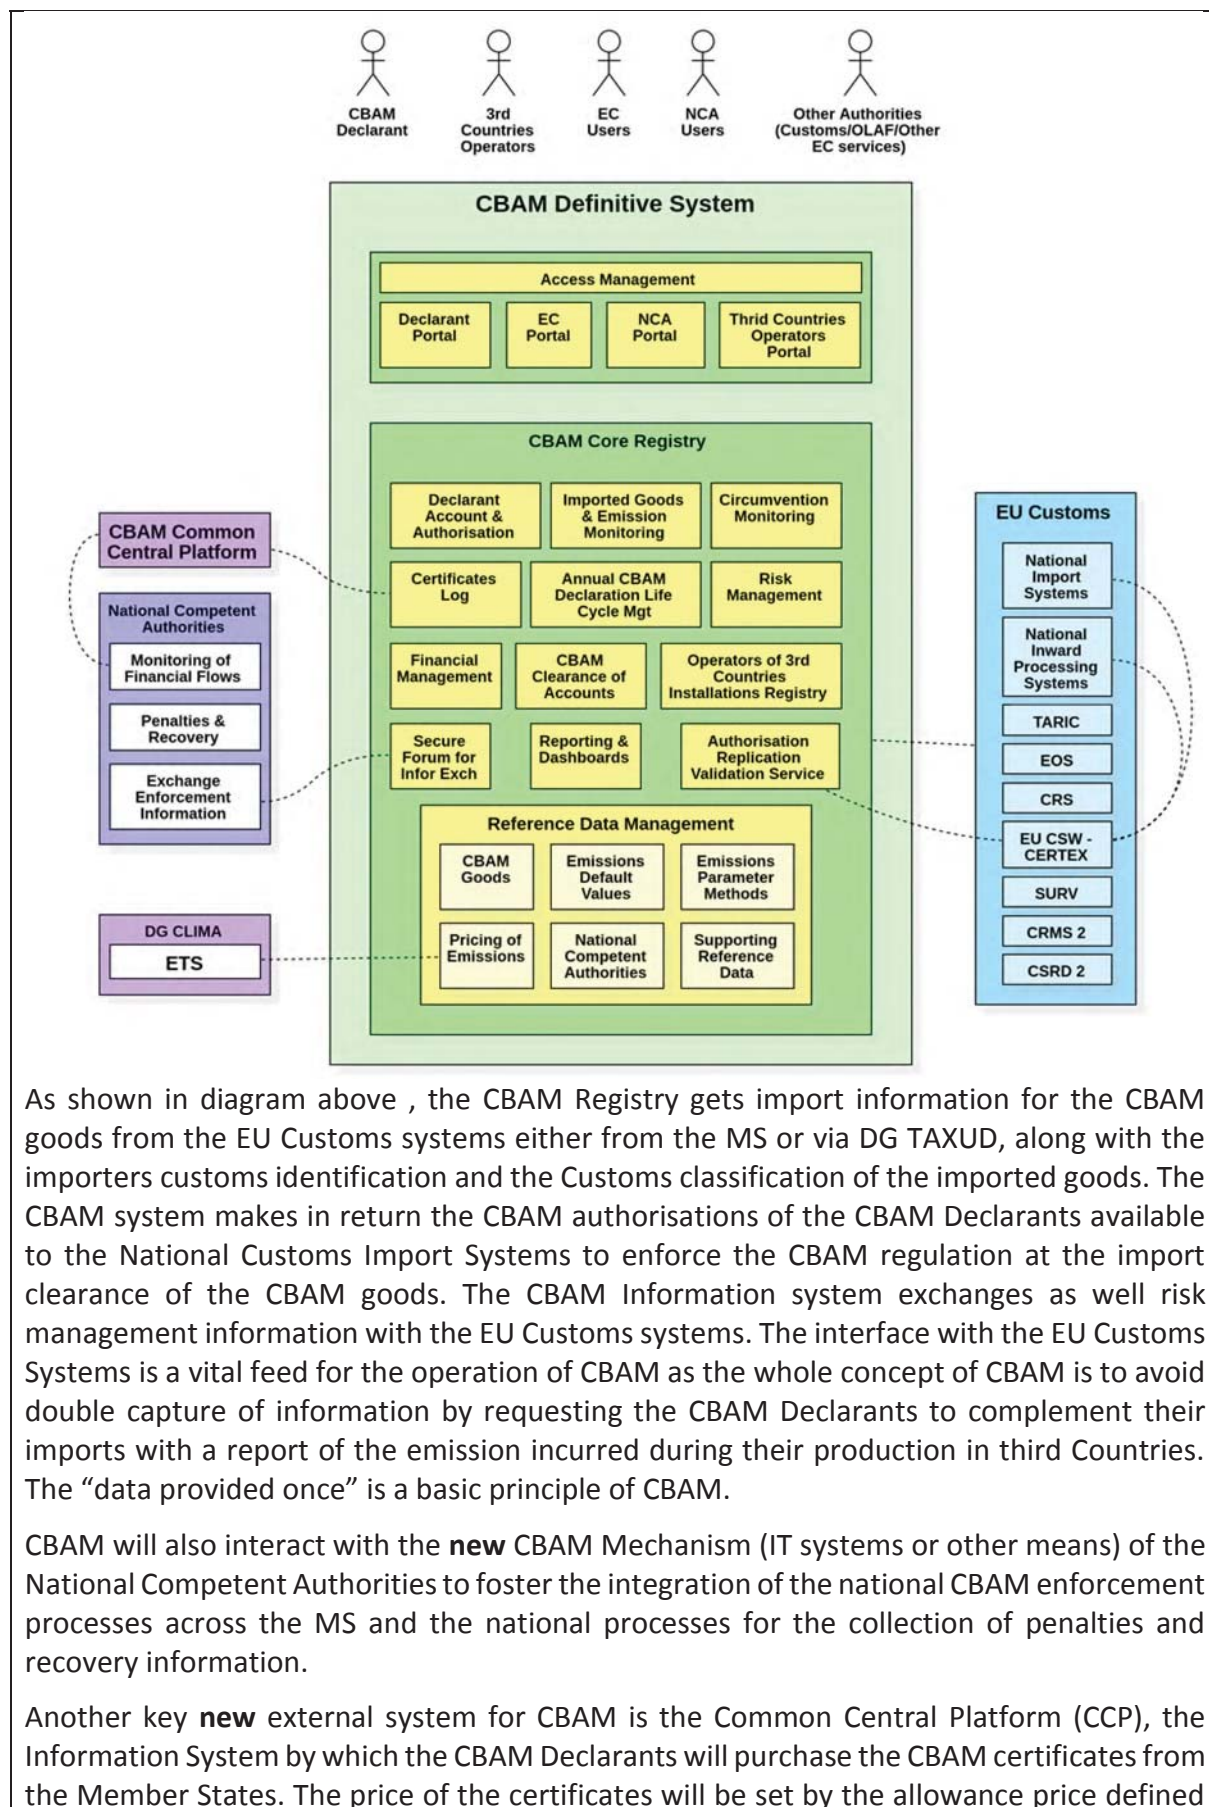 CBAM
Declarant
3rd
Countries
Operators
EC
Users
NCA
Users
Other Authorities
(Customs/OLAF/Other
EC services)
CBAM Definitive System
Access Management
Declarant
Portal
EC
Portal
NCA
Portal
Thrid Countries
Operators
Portal
CBAM Core Registry
Declarant
Account &
Authorisation
Imported Goods
& Emission
Monitoring
Circumvention
Monitoring
Certificates
Log
Annual CBAM
Declaration Life
Cycle Mgt
Risk
Management
Financial
Management
CBAM
Clearance of
Accounts
Operators of 3rd
Countries
Installations Registry
Secure
Forum for
Infor Exch
Reporting &
Dashboards
Authorisation
Replication
Validation Service
Reference Data Management
CBAM
Goods
Emissions
Default
Values
Emissions
Parameter
Methods
Pricing of
Emissions
National
Competent
Authorities
Supporting
Reference
Data
CBAM Common
Central Platform
National Competent
Authorities
Monitoring of
Financial Flows
Penalties &
Recovery
Exchange
Enforcement
Information
DG CLIMA
ETS
EU Customs
National
Import
Systems
National
Inward
Processing
Systems
TARIC
EOS
CRS
EU CSW -
CERTEX
SURV
CRMS 2
CSRD 2
As shown in diagram above , the CBAM Registry gets import information for the CBAM
goods from the EU Customs systems either from the MS or via DG TAXUD, along with the
importers customs identification and the Customs classification of the imported goods. The
CBAM system makes in return the CBAM authorisations of the CBAM Declarants available
to the National Customs Import Systems to enforce the CBAM regulation at the import
clearance of the CBAM goods. The CBAM Information system exchanges as well risk
management information with the EU Customs systems. The interface with the EU Customs
Systems is a vital feed for the operation of CBAM as the whole concept of CBAM is to avoid
double capture of information by requesting the CBAM Declarants to complement their
imports with a report of the emission incurred during their production in third Countries.
The “data provided once” is a basic principle of CBAM.
CBAM will also interact with the new CBAM Mechanism (IT systems or other means) of the
National Competent Authorities to foster the integration of the national CBAM enforcement
processes across the MS and the national processes for the collection of penalties and
recovery information.
Another key new external system for CBAM is the Common Central Platform (CCP), the
Information System by which the CBAM Declarants will purchase the CBAM certificates from
the Member States. The price of the certificates will be set by the allowance price defined